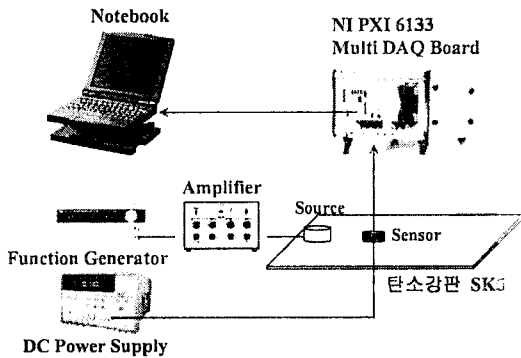 Notebook
NI PXI 6133
Multi DAQ Board
Amplifier
Source
Sensor
Function Generator
탄소강판 SK5
DC Power Supply